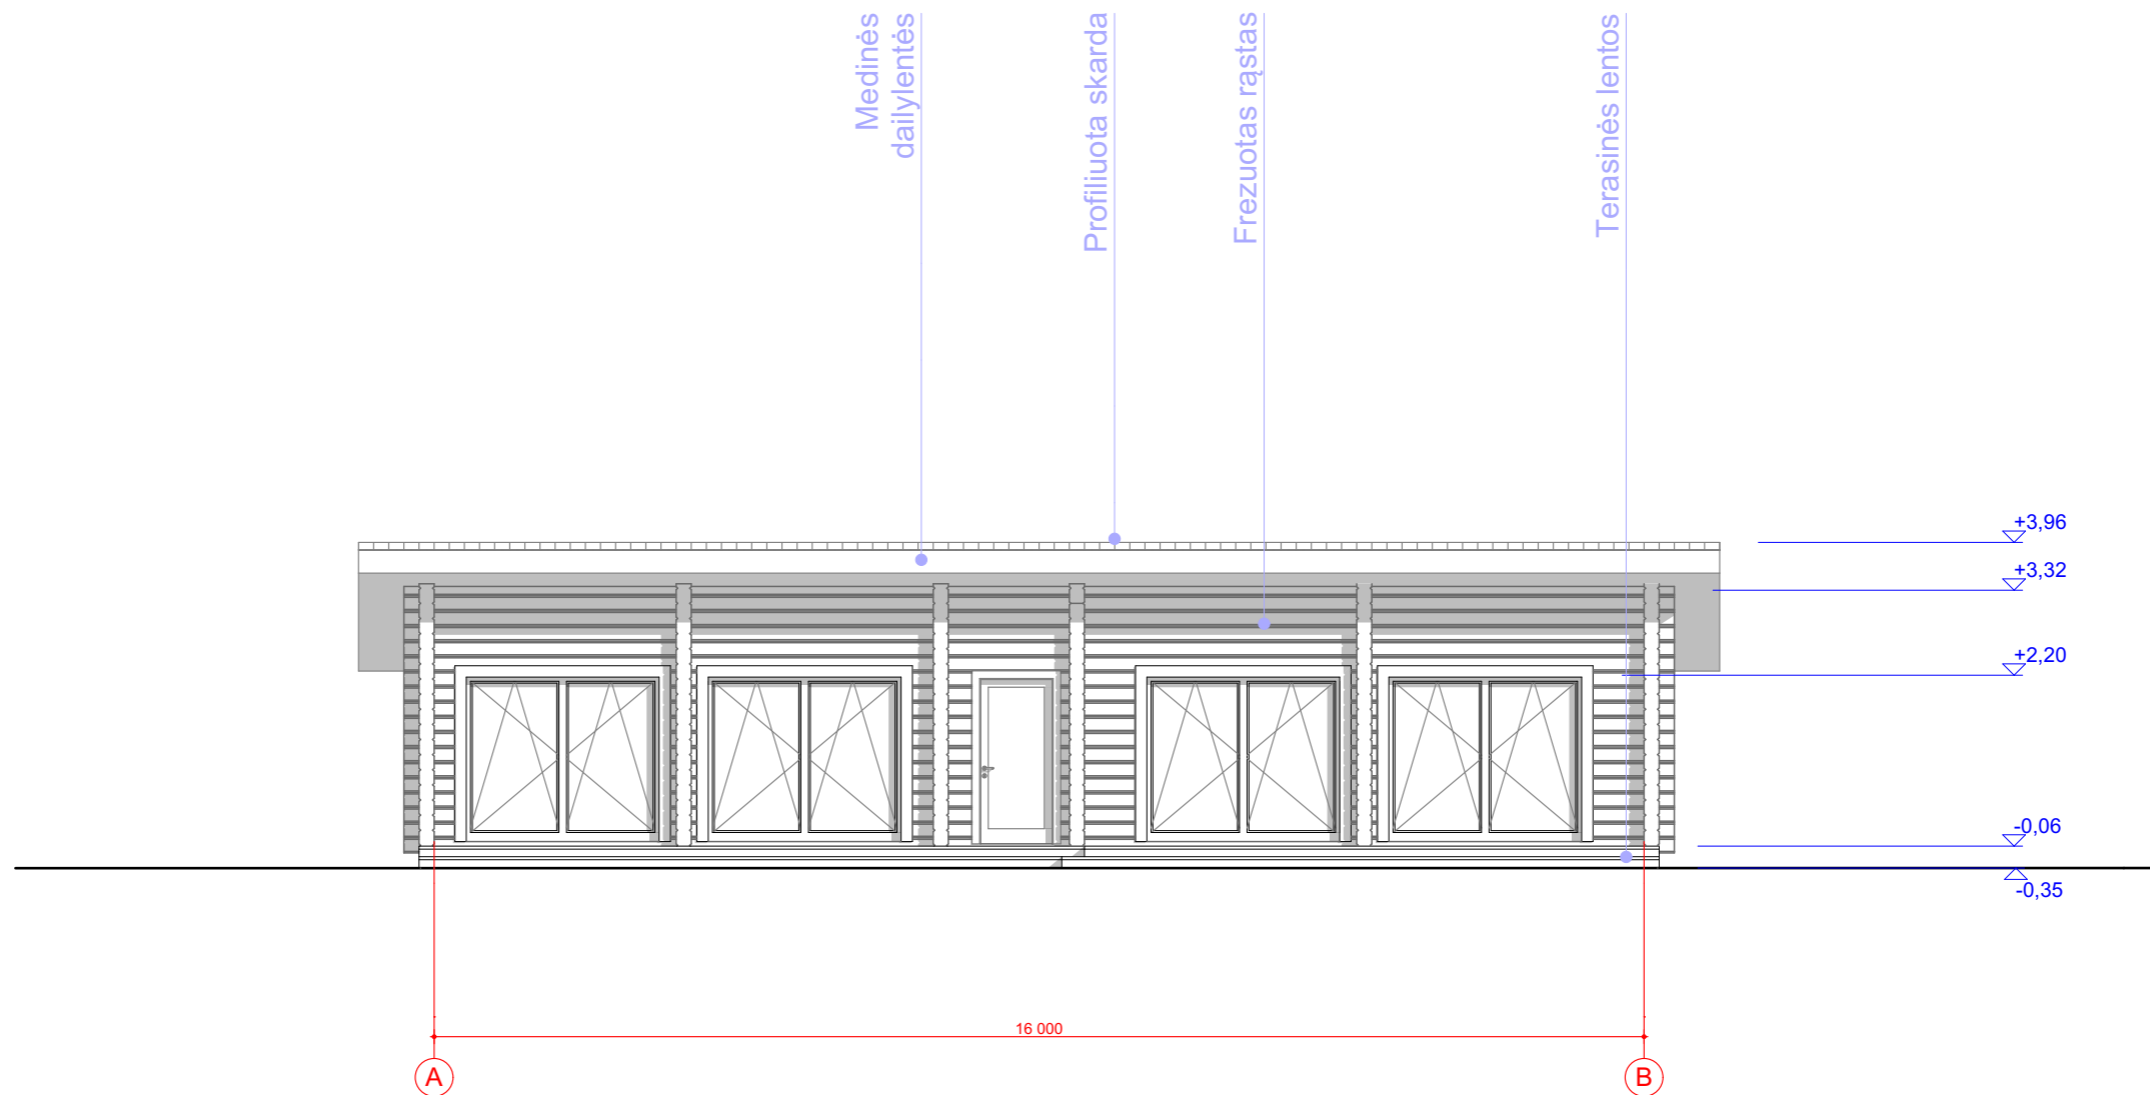 Medinės
dailylentės
Profiliuota skarda
Frezuotas rąstas
Terasinės lentos
+3,96
+3,32
+2,20
-0,06
-0,35
16 000
A
B